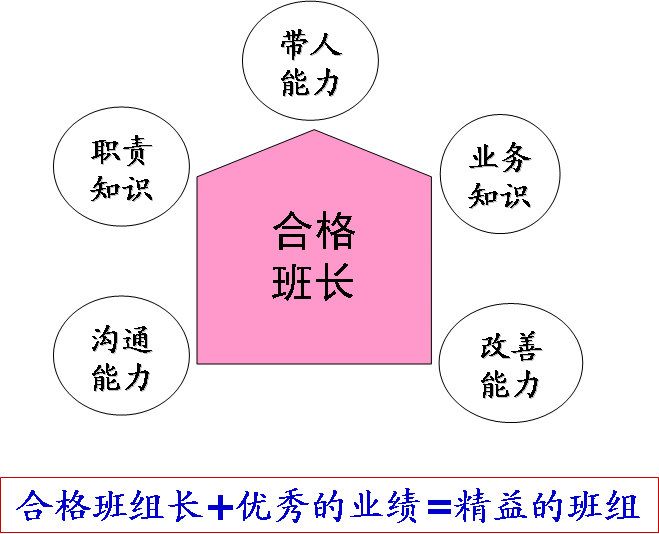 带人
能力
职责
知识
业务
知识
合格
班长
沟通
能力
改善
能力
合格班组长+优秀的业绩=精益的班组